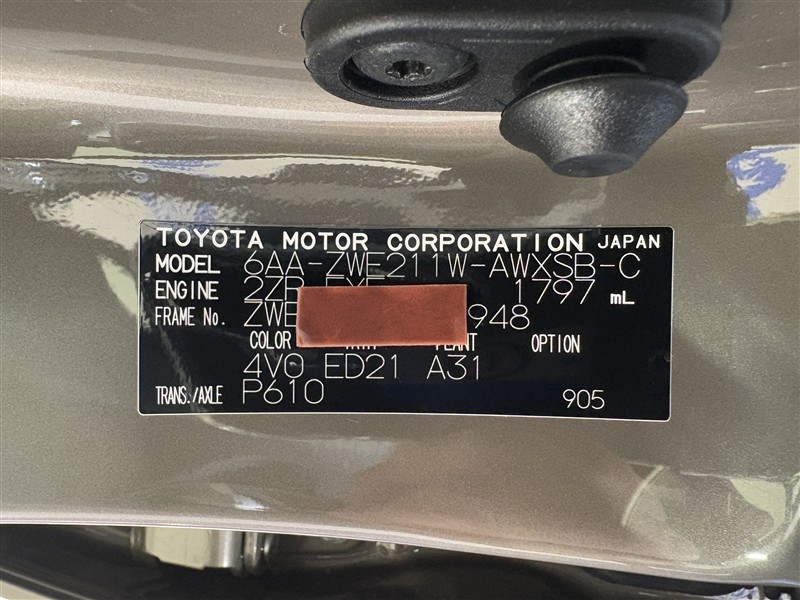 TOYOTA MOTOR CORPORATION JAPAN
MODEL 6AA-ZWE211W-AWXSB-C
ENGINE 1797 mL
FRAME No. 948
COLOR OPTION
4V0 ED21 A31
TRANS./AXLE P610 905